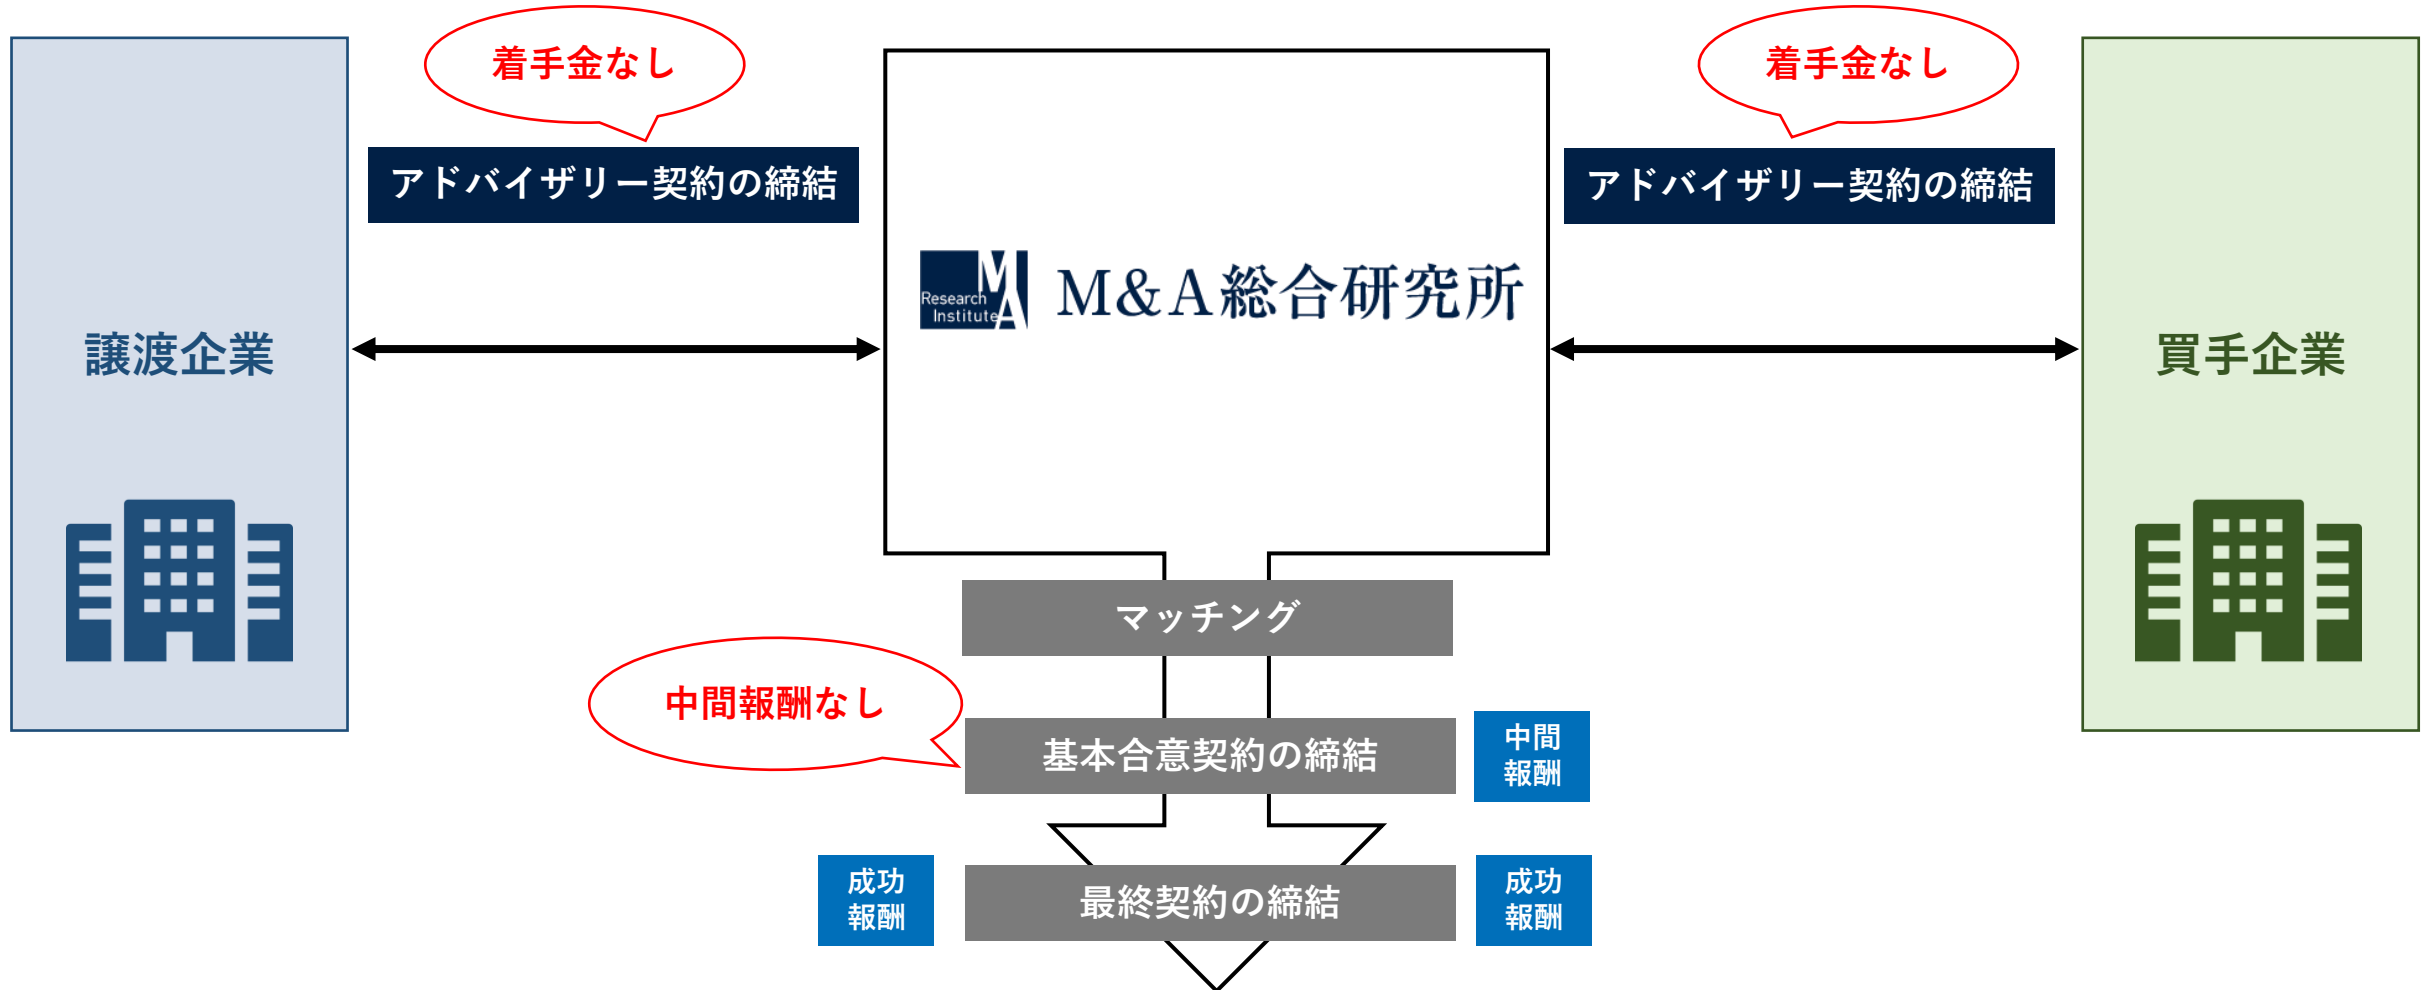 着手金なし
着手金なし
アドバイザリー契約の締結
アドバイザリー契約の締結
MA
Research
Institute
M&A総合研究所
譲渡企業
買手企業
マッチング
中間報酬なし
基本合意契約の締結
中間
報酬
成功
報酬
最終契約の締結
成功
報酬